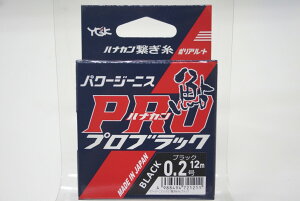 YGK
ハナカン繋ぎ糸
ポリアルト
パワージーニス
鮎
PRO
ハナカン
プロブラック
MADE IN JAPAN
BLACK
ブラック
0.2号
12m